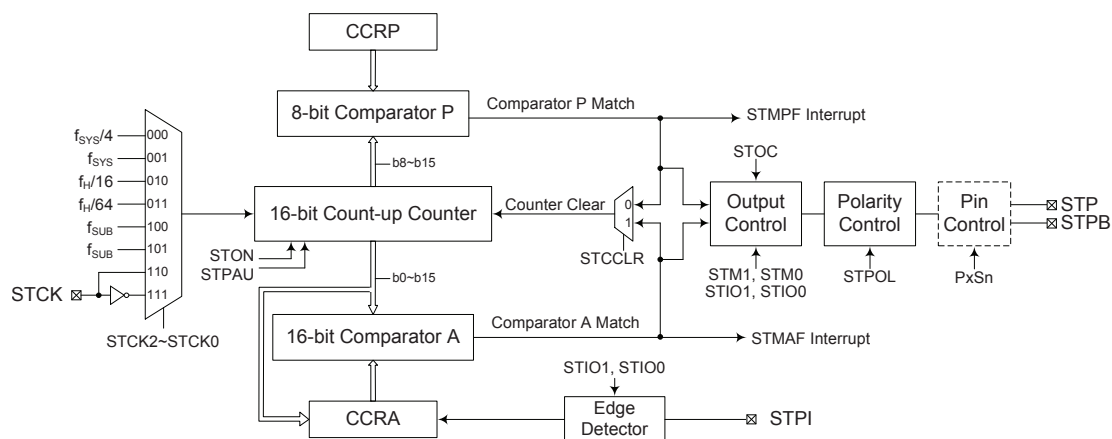 CCRP
8-bit Comparator P
Comparator P Match
STMPF Interrupt
b8~b15
fSYS/4
000
fSYS
001
fH/16
010
fH/64
011
fSUB
100
fSUB
101
110
111
STCK
STCK2~STCK0
16-bit Count-up Counter
STON
STPAU
Counter Clear
0
1
STCCLR
STOC
Output
Control
STM1, STM0
STIO1, STIO0
Polarity
Control
STPOL
Pin
Control
PxSn
STP
STPB
b0~b15
16-bit Comparator A
Comparator A Match
STMAF Interrupt
STIO1, STIO0
CCRA
Edge
Detector
STPI